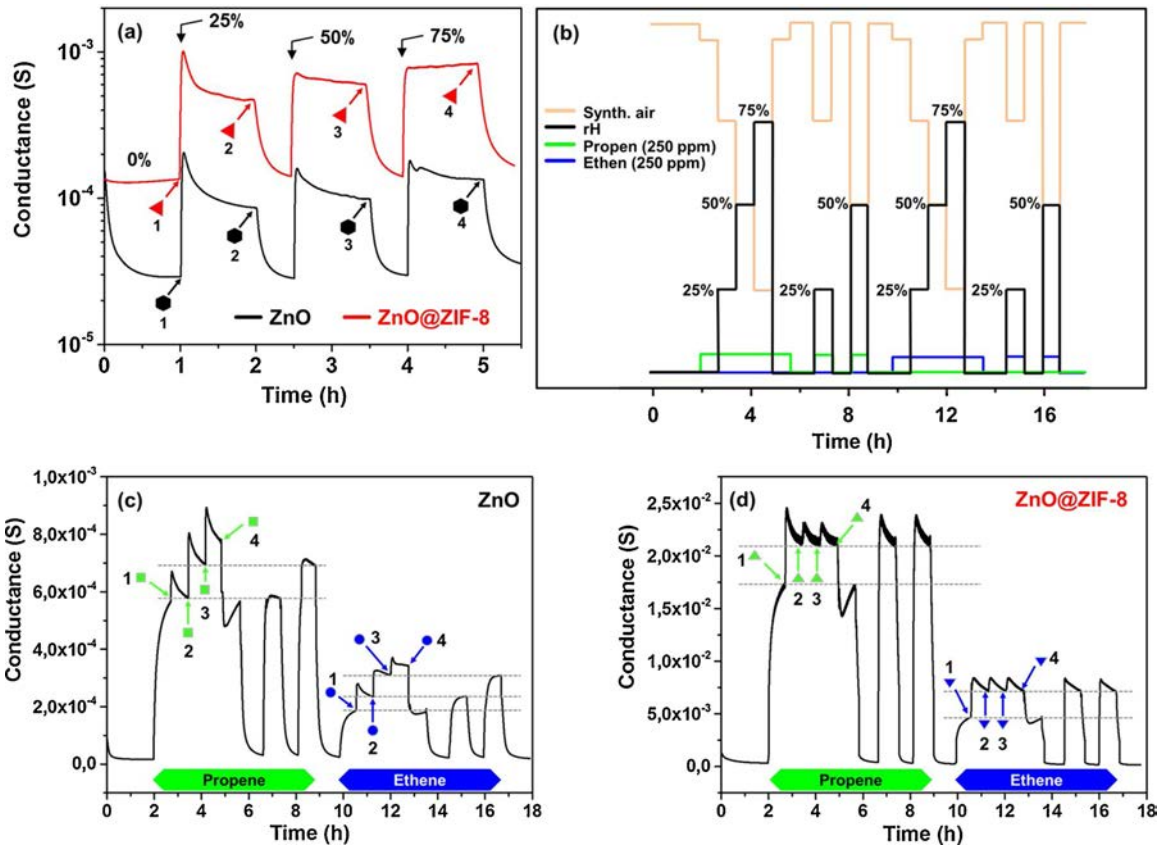 (a)
25%
50%
75%
0%
1
2
3
4
1
2
3
4
10⁻³
10⁻⁴
10⁻⁵
Conductance (S)
ZnO
ZnO@ZIF-8
0 1 2 3 4 5
Time (h)
(b)
Synth. air
rH
Propen (250 ppm)
Ethen (250 ppm)
75%
50%
25%
50%
25%
75%
50%
25%
50%
25%
0 4 8 12 16
Time (h)
(c)
ZnO
1,0x10⁻³
8,0x10⁻⁴
6,0x10⁻⁴
4,0x10⁻⁴
2,0x10⁻⁴
0,0
Conductance (S)
1
2
3
4
1
2
3
4
Propene
Ethene
0 2 4 6 8 10 12 14 16 18
Time (h)
(d)
ZnO@ZIF-8
2,5x10⁻²
2,0x10⁻²
1,5x10⁻²
1,0x10⁻²
5,0x10⁻³
0,0
Conductance (S)
1
2 3
4
1
2 3
4
Propene
Ethene
0 2 4 6 8 10 12 14 16 18
Time (h)